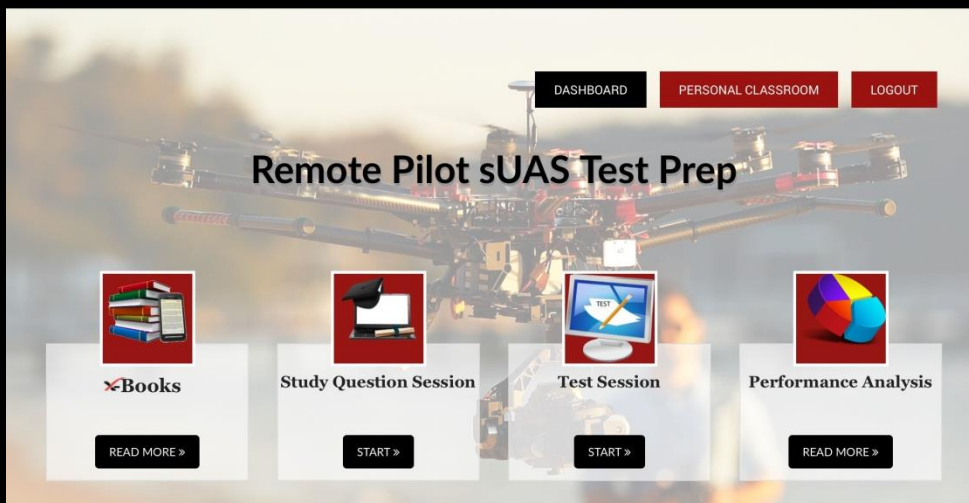 DASHBOARD PERSONAL CLASSROOM LOGOUT
Remote Pilot sUAS Test Prep
TEST
x-Books Study Question Session Test Session Performance Analysis
READ MORE » START » START » READ MORE »